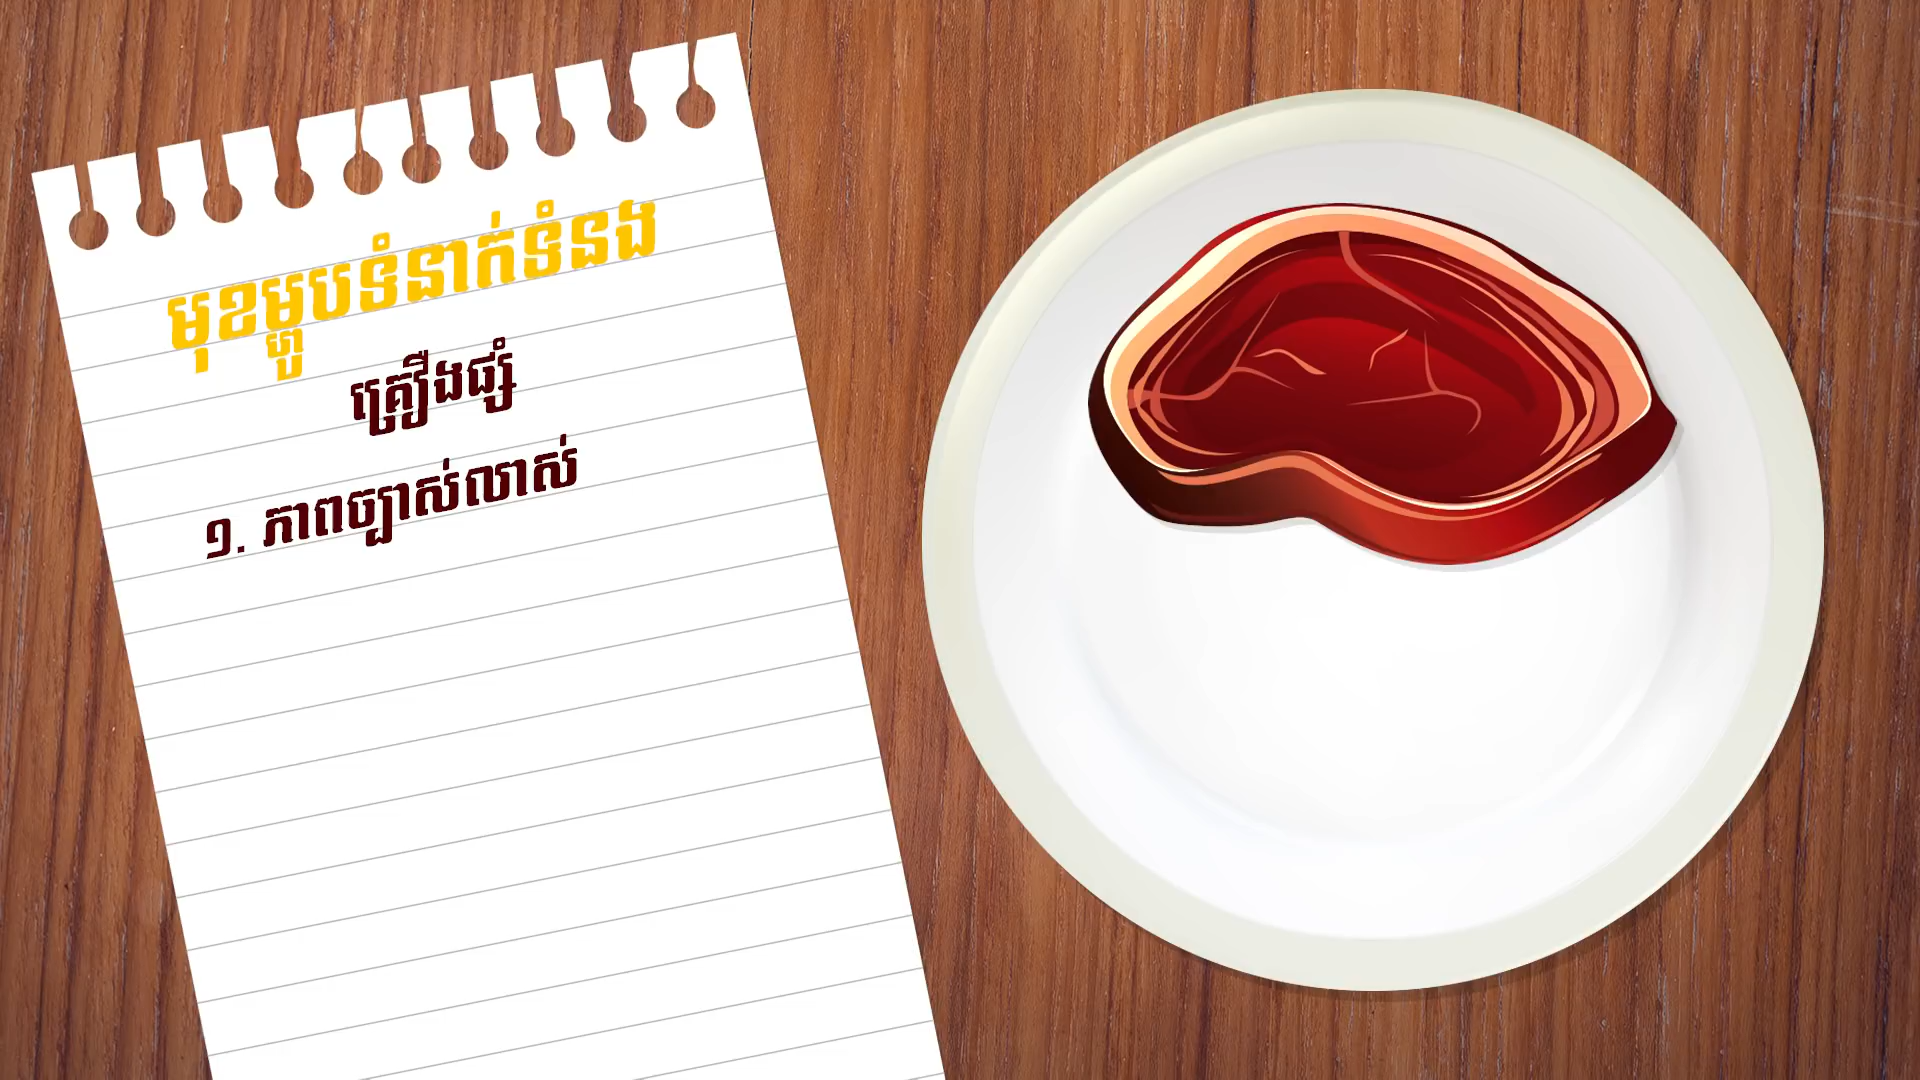 មុខម្ហូបទំនាក់ទំនង
គ្រឿងផ្សំ
១. ភាពច្បាស់លាស់